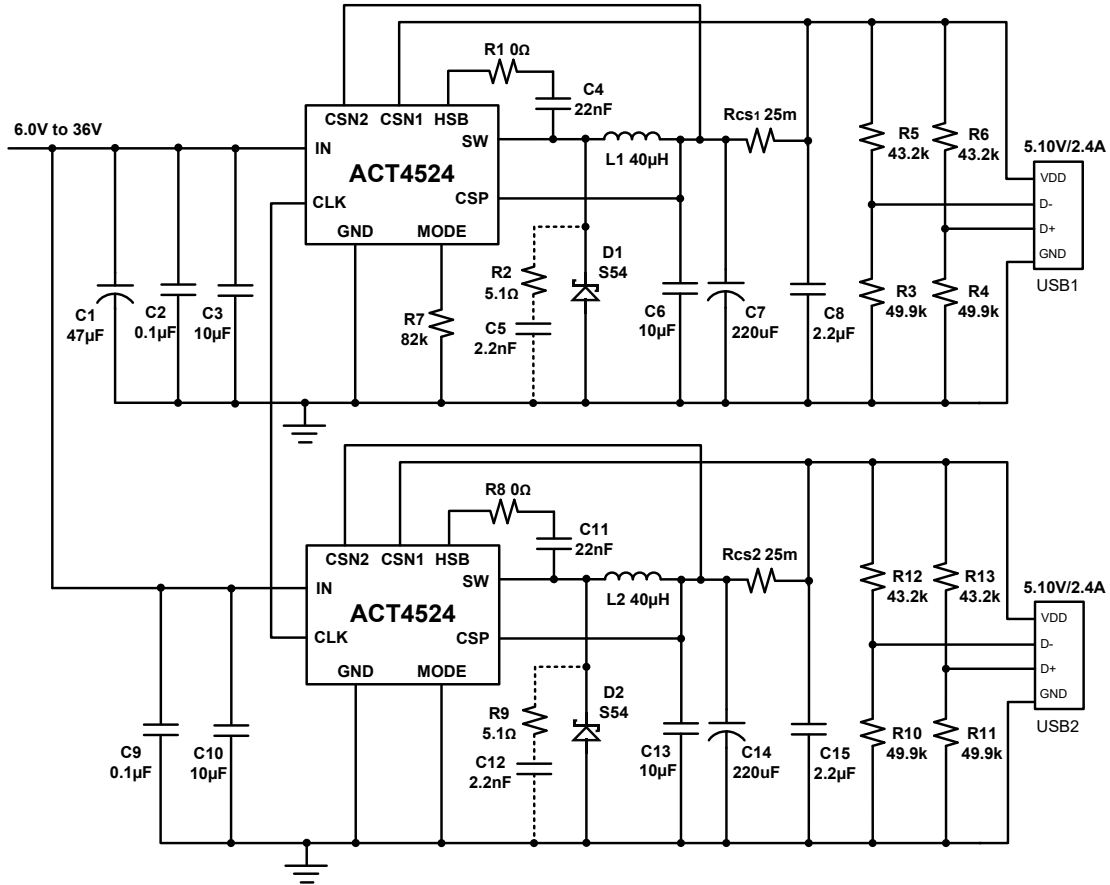 CSN2 CSN1 HSB
R1 0Ω
C4
22nF
6.0V to 36V
IN
SW
ACT4524
CLK
CSP
GND MODE
L1 40µH
Rcs1 25m
R5
43.2k
R6
43.2k
5.10V/2.4A
VDD
D-
D+
GND
USB1
C1
47µF
C2
0.1µF
C3
10µF
R7
82k
R2
5.1Ω
C5
2.2nF
D1
S54
C6
10µF
C7
220uF
C8
2.2µF
R3
49.9k
R4
49.9k
CSN2 CSN1 HSB
R8 0Ω
C11
22nF
IN
SW
ACT4524
CLK
CSP
GND MODE
L2 40µH
Rcs2 25m
R12
43.2k
R13
43.2k
5.10V/2.4A
VDD
D-
D+
GND
USB2
C9
0.1µF
C10
10µF
R9
5.1Ω
C12
2.2nF
D2
S54
C13
10µF
C14
220uF
C15
2.2µF
R10
49.9k
R11
49.9k